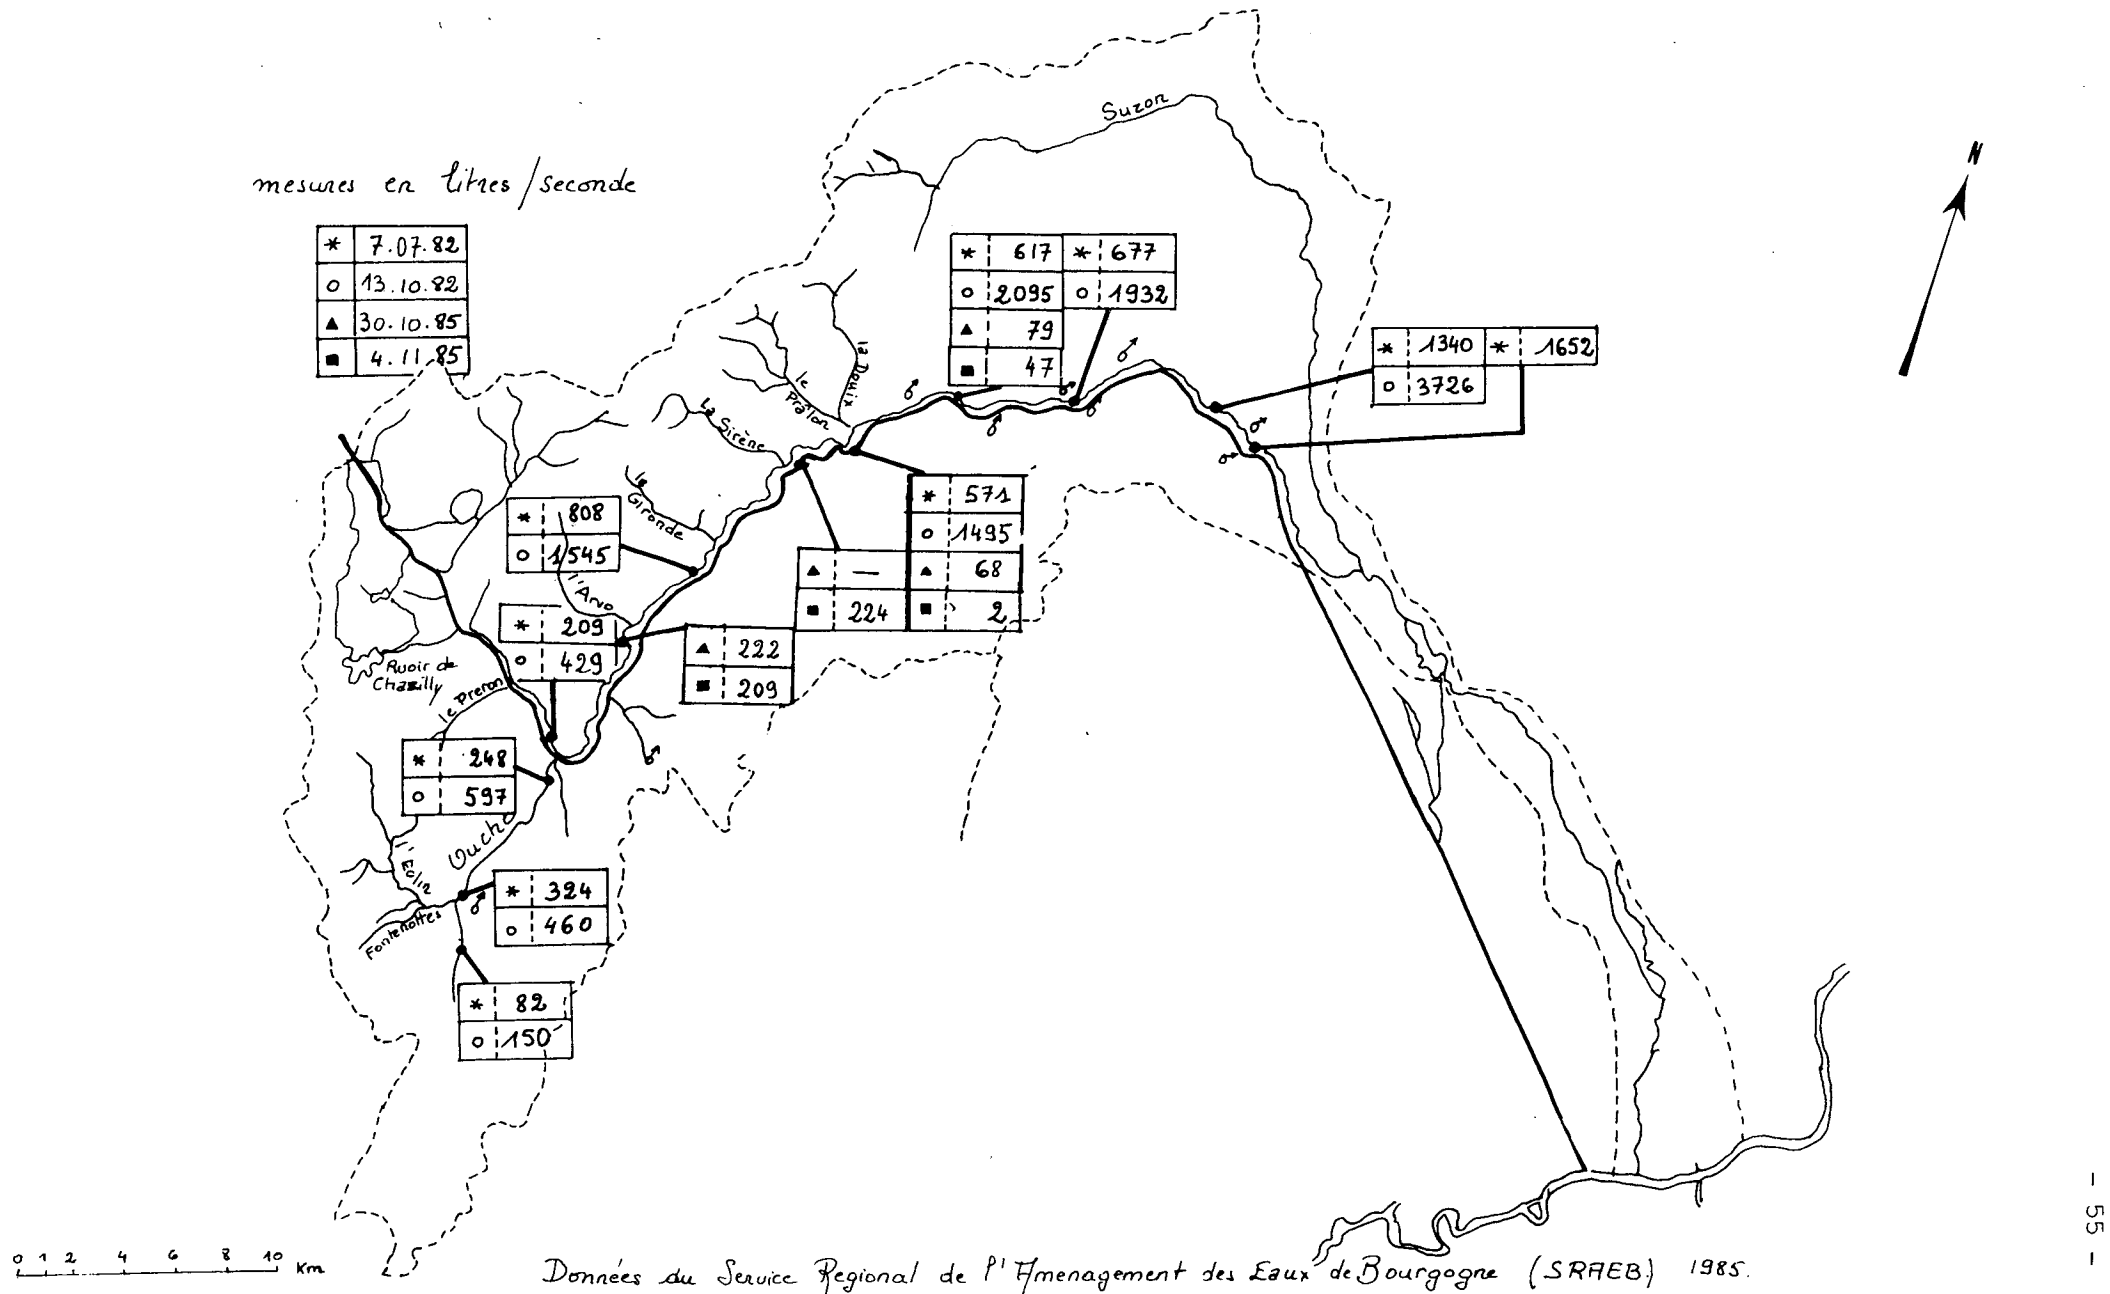 Suzon
N
mesures en litres/seconde
* 7.07.82
o 13.10.82
▲ 30.10.85
■ 4.11.85
* 617 * 677
o 2095 o 1932
▲ 79
■ 47
* 1340 * 1652
o 3726
la Douix
le Prâlon
La Sirène
la Gironde
* 808
o 1545
* 571
o 1495
▲ 68
■ 2
▲ —
■ 224
l'Arvo
* 209
o 429
▲ 222
■ 209
Rvoir de
Chazilly
le Preron
* 248
o 597
Ouche
l'Eclin
Fontenottes
* 324
o 460
* 82
o 150
0 1 2 4 6 8 10 Km
Données du Service Regional de l'Amenagement des Eaux de Bourgogne (SRAEB) 1985.
- 55 -